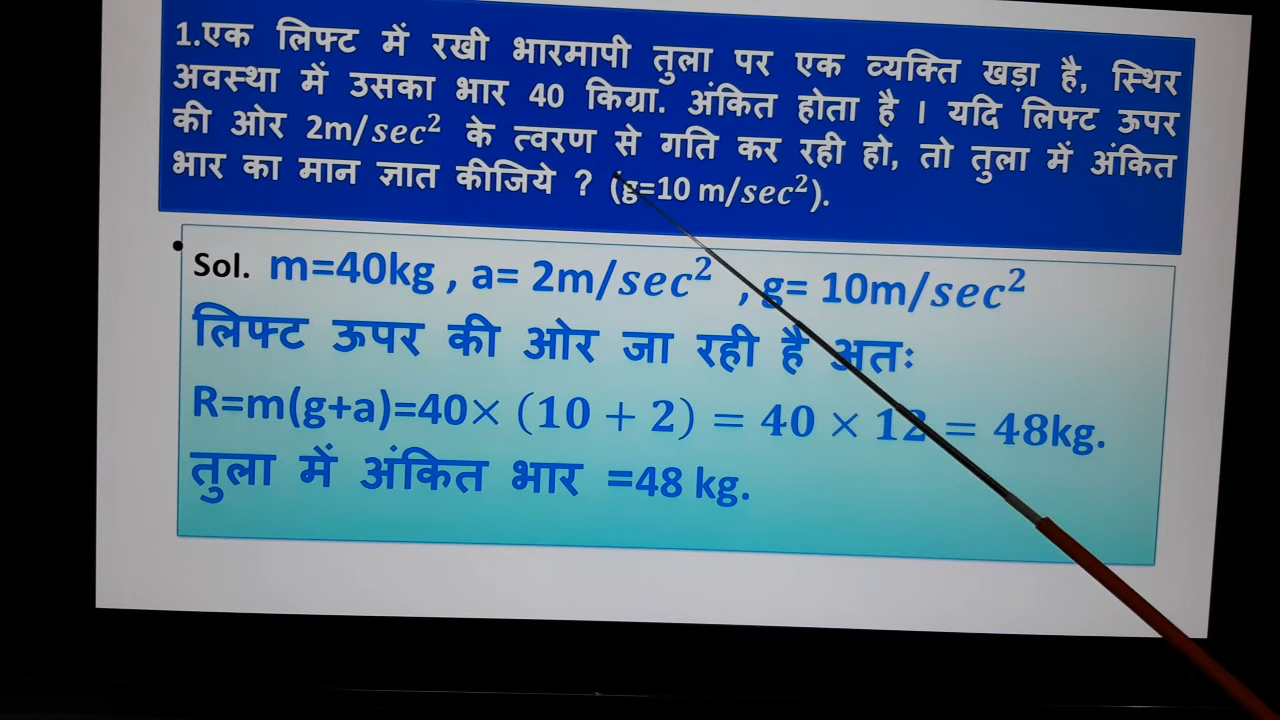 1.एक लिफ्ट में रखी भारमापी तुला पर एक व्यक्ति खड़ा है, स्थिर
अवस्था में उसका भार 40 किग्रा. अंकित होता है । यदि लिफ्ट ऊपर
की ओर 2m/sec² के त्वरण से गति कर रही हो, तो तुला में अंकित
भार का मान ज्ञात कीजिये ? (g=10 m/sec²).
• Sol. m=40kg , a= 2m/sec² , g= 10m/sec²
लिफ्ट ऊपर की ओर जा रही है अतः
R=m(g+a)=40× (10 + 2) = 40 × 12 = 48kg.
तुला में अंकित भार =48 kg.